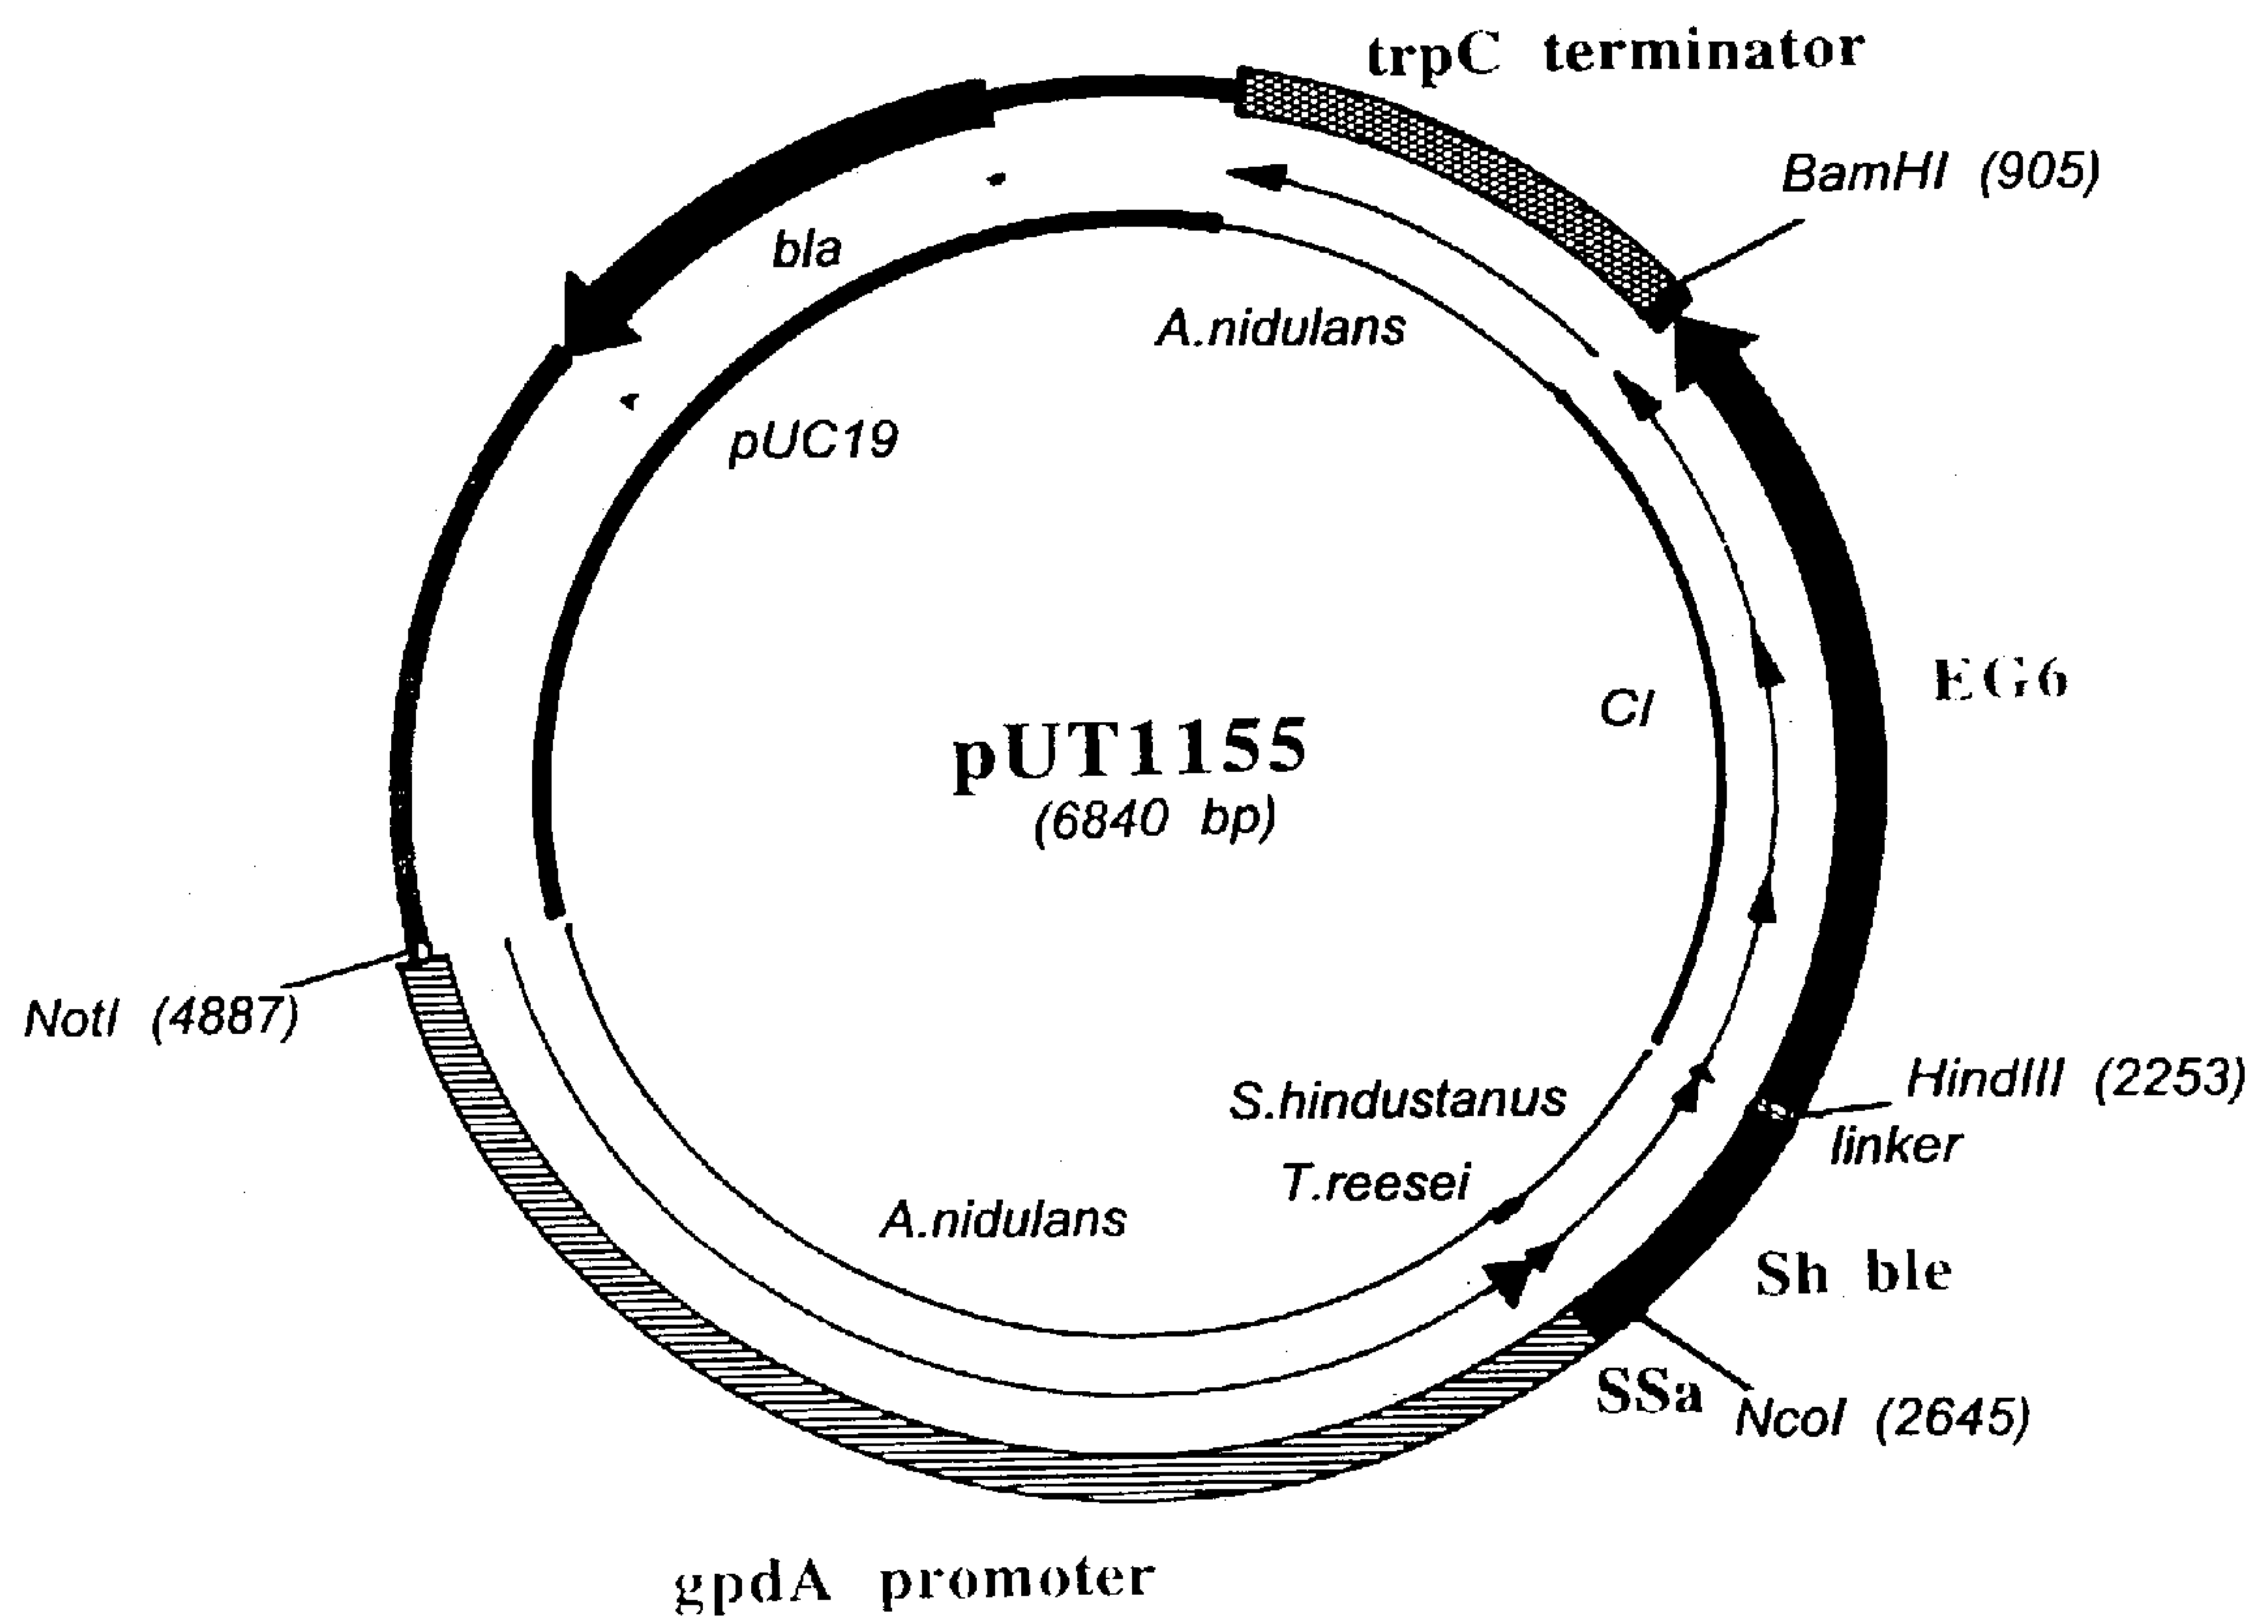 trpC terminator
BamHI (905)
bla
A.nidulans
pUC19
EG6
CI
pUT1155
(6840 bp)
NotI (4887)
HindIII (2253)
linker
S.hindustanus
T.reesei
A.nidulans
Sh ble
SSa
NcoI (2645)
gpdA promoter